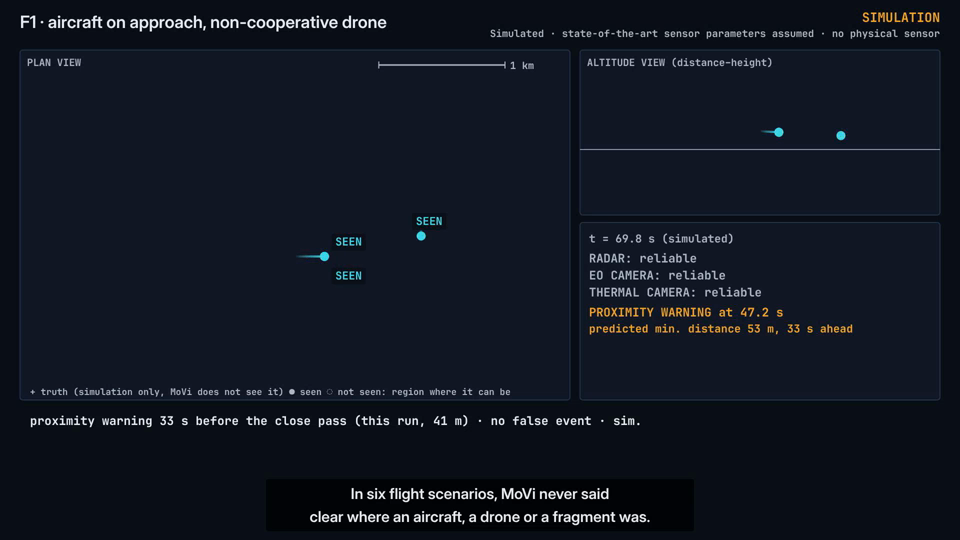 F1 · aircraft on approach, non-cooperative drone
SIMULATION
Simulated · state-of-the-art sensor parameters assumed · no physical sensor
PLAN VIEW
1 km
SEEN
SEEN
SEEN
+ truth (simulation only, MoVi does not see it) ● seen ○ not seen: region where it can be
ALTITUDE VIEW (distance-height)
t = 69.8 s (simulated)
RADAR: reliable
EO CAMERA: reliable
THERMAL CAMERA: reliable
PROXIMITY WARNING at 47.2 s
predicted min. distance 53 m, 33 s ahead
proximity warning 33 s before the close pass (this run, 41 m) · no false event · sim.
In six flight scenarios, MoVi never said
clear where an aircraft, a drone or a fragment was.